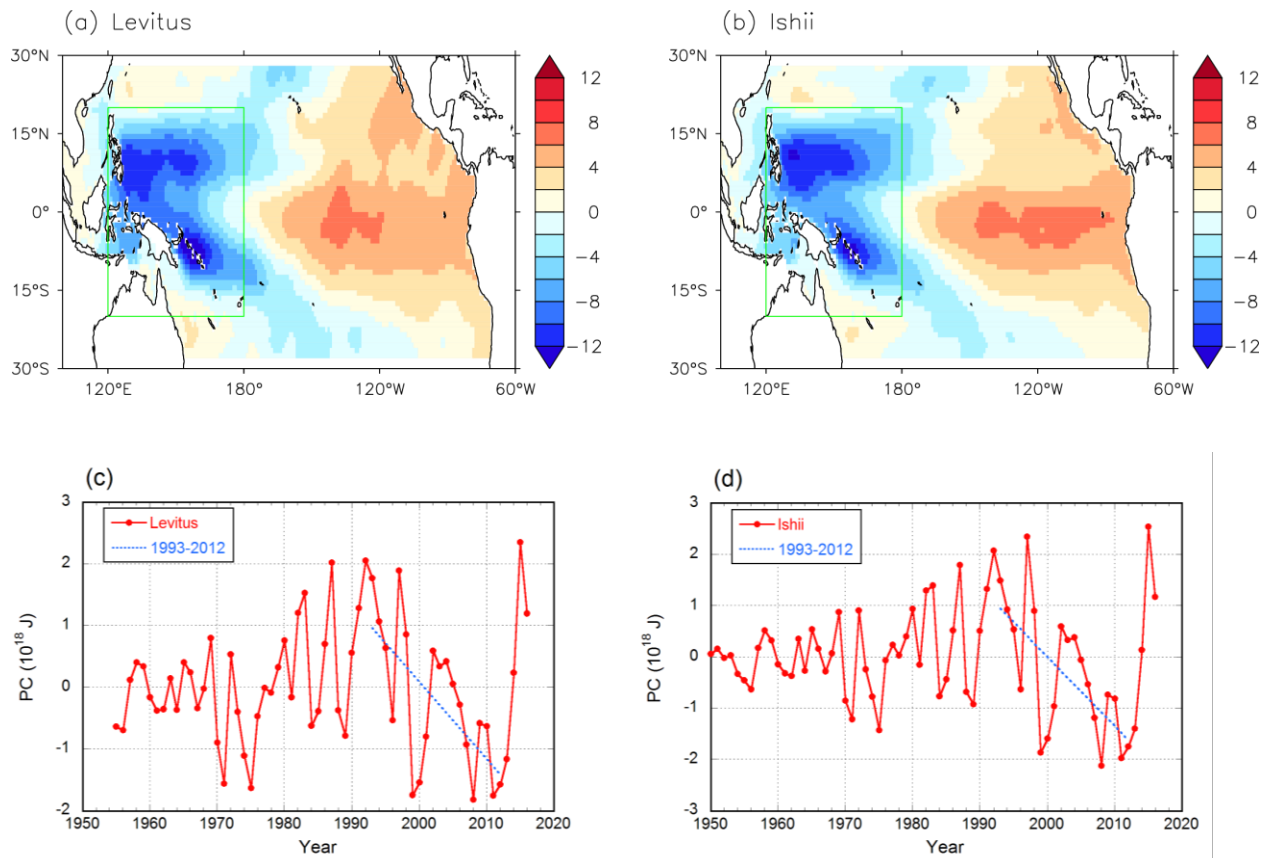 (a) Levitus
30°N
15°N
0°
15°S
30°S
120°E 180° 120°W 60°W
12
8
4
0
−4
−8
−12
(b) Ishii
30°N
15°N
0°
15°S
30°S
120°E 180° 120°W 60°W
12
8
4
0
−4
−8
−12
(c)
Levitus
1993-2012
PC (10¹⁸ J)
3
2
1
0
-1
-2
1950 1960 1970 1980 1990 2000 2010 2020
Year
(d)
Ishii
1993-2012
PC (10¹⁸ J)
3
2
1
0
-1
-2
-3
1950 1960 1970 1980 1990 2000 2010 2020
Year